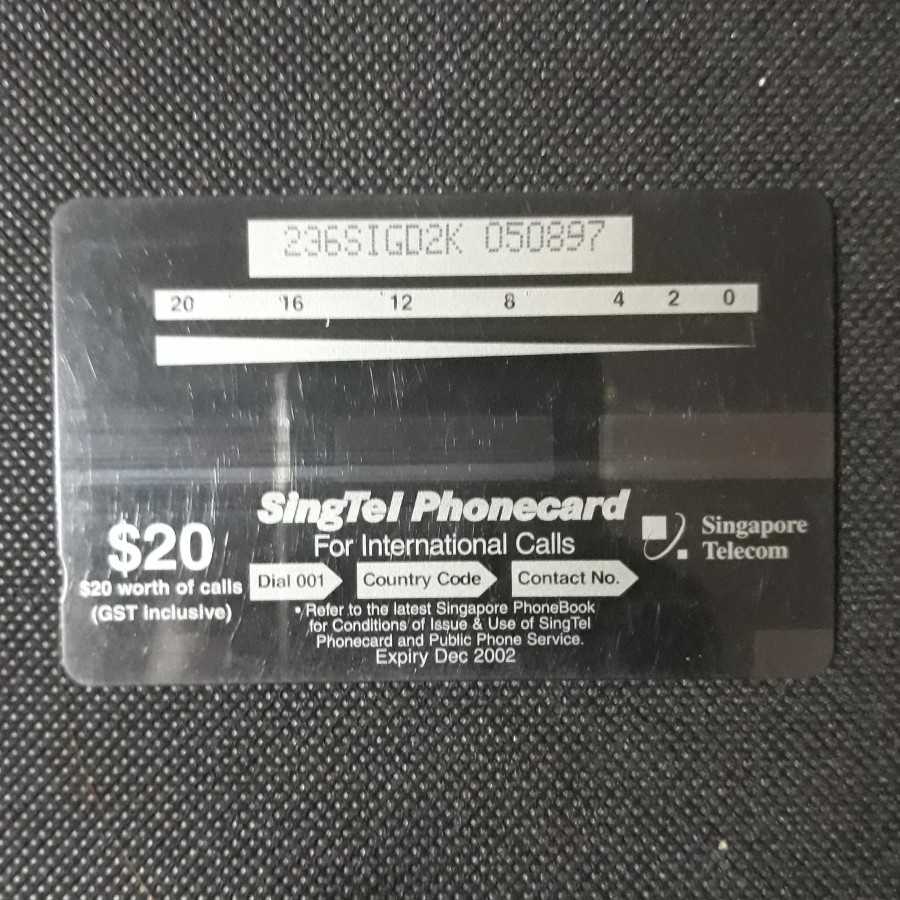 236SIGD2K 050897
20 16 12 8 4 2 0
SingTel Phonecard
$20
For International Calls
Singapore
Telecom
$20 worth of calls
(GST Inclusive)
Dial 001 Country Code Contact No.
• Refer to the latest Singapore PhoneBook
for Conditions of Issue & Use of SingTel
Phonecard and Public Phone Service.
Expiry Dec 2002